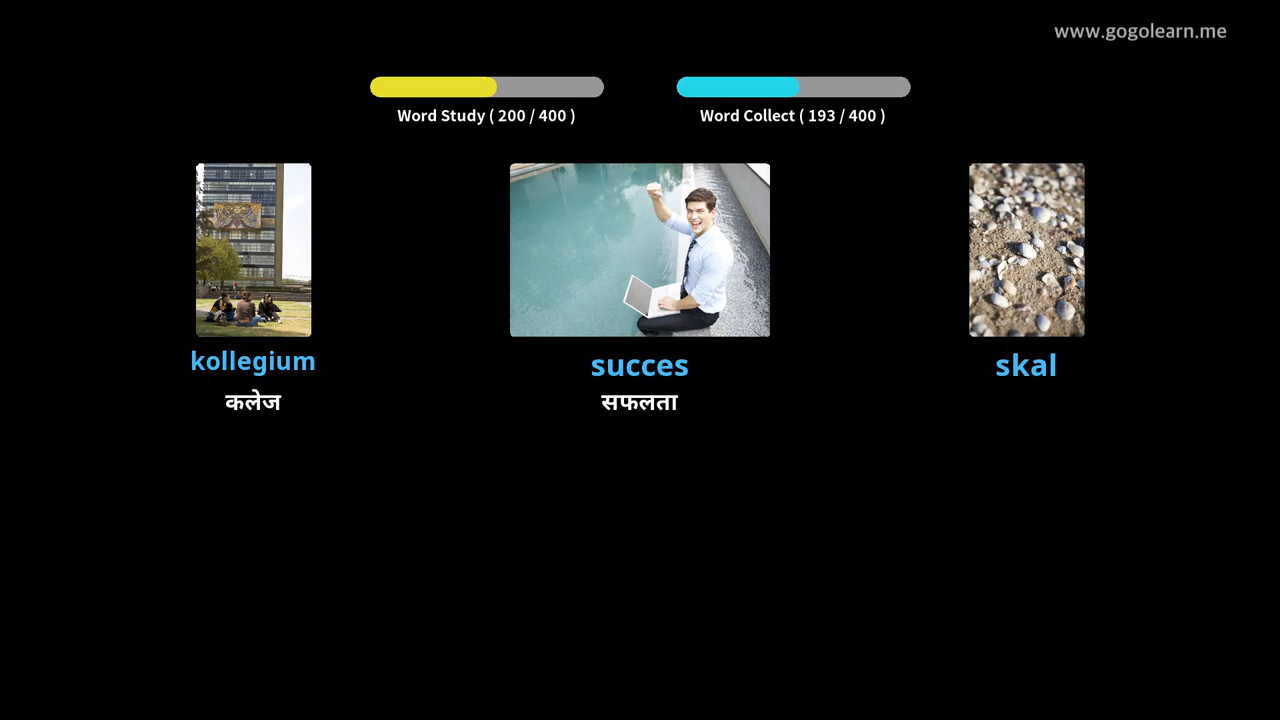 www.gogolearn.me
Word Study ( 200 / 400 )
Word Collect ( 193 / 400 )
kollegium
succes
skal
कलेज
सफलता